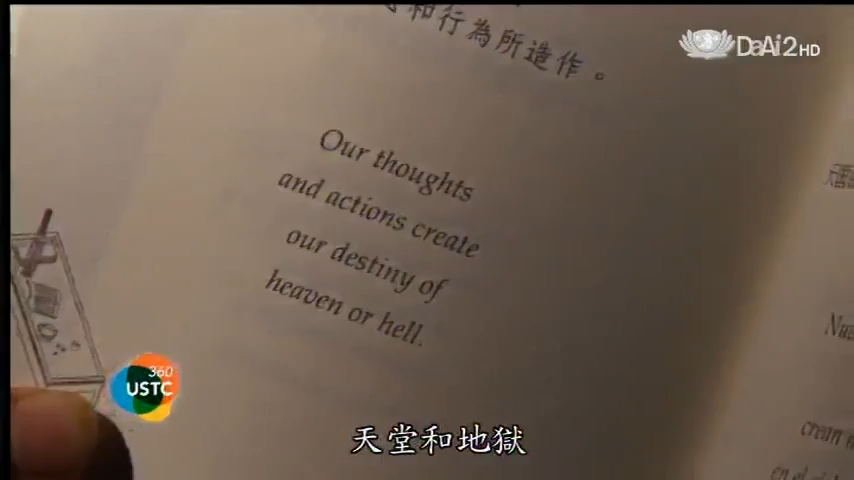 和行為所造作。
DaAi2HD
Our thoughts
and actions create
our destiny of
heaven or hell.
360
USTC
天堂和地獄